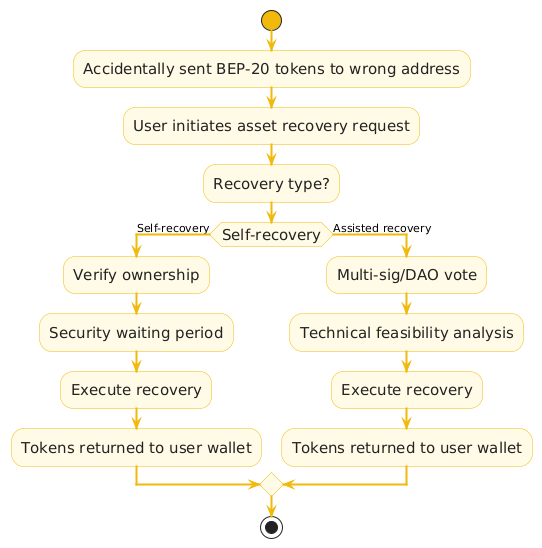 Accidentally sent BEP-20 tokens to wrong address
User initiates asset recovery request
Recovery type?
Self-recovery
Self-recovery
Assisted recovery
Verify ownership
Security waiting period
Execute recovery
Tokens returned to user wallet
Multi-sig/DAO vote
Technical feasibility analysis
Execute recovery
Tokens returned to user wallet